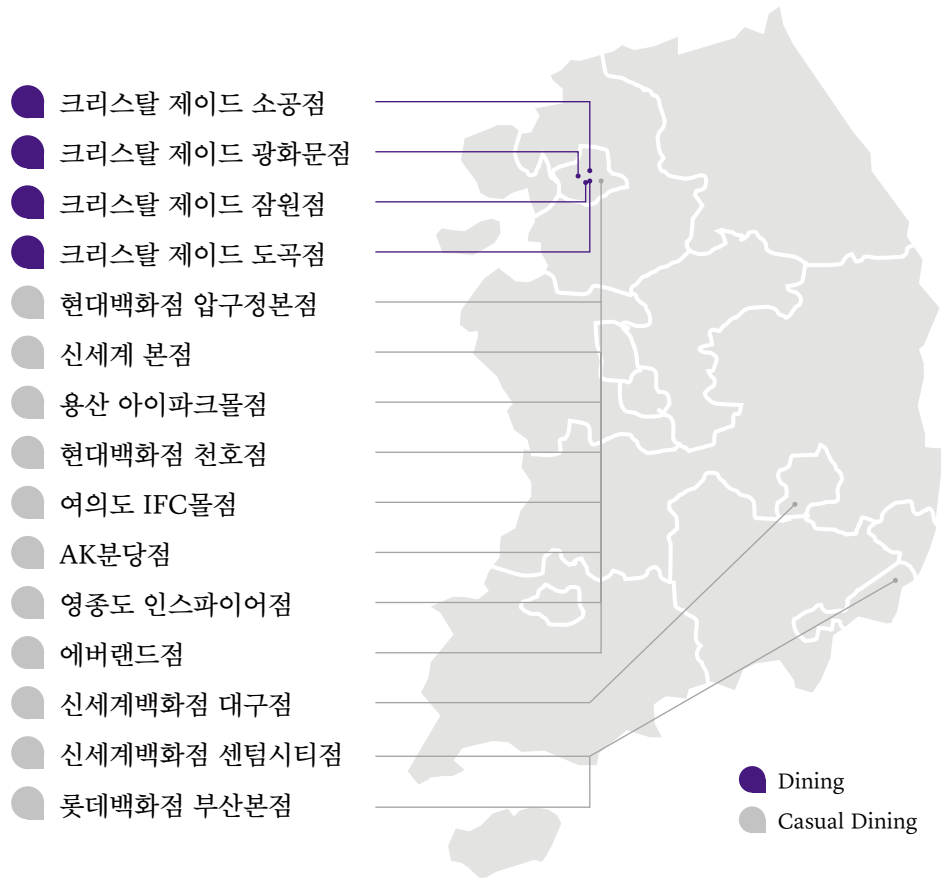 크리스탈 제이드 소공점
크리스탈 제이드 광화문점
크리스탈 제이드 잠원점
크리스탈 제이드 도곡점
현대백화점 압구정본점
신세계 본점
용산 아이파크몰점
현대백화점 천호점
여의도 IFC몰점
AK분당점
영종도 인스파이어점
에버랜드점
신세계백화점 대구점
신세계백화점 센텀시티점
롯데백화점 부산본점
Dining
Casual Dining